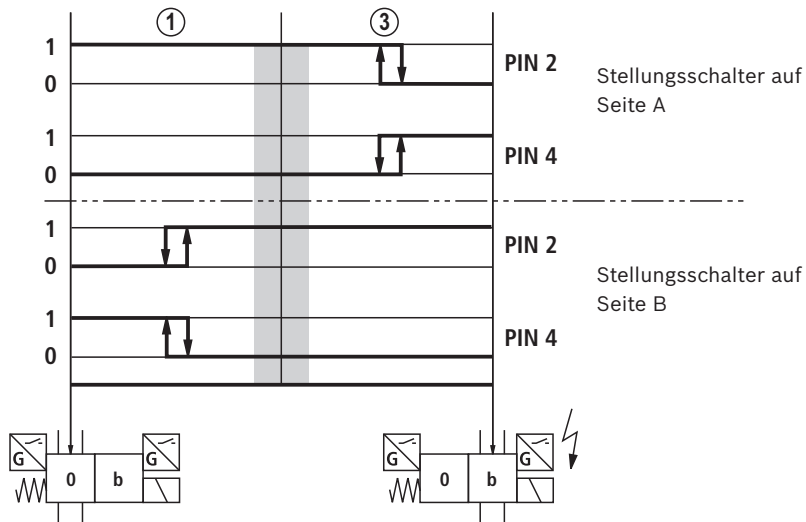 ① ③
1
0
PIN 2
Stellungsschalter auf
Seite A
1
0
PIN 4
1
0
PIN 2
Stellungsschalter auf
Seite B
1
0
PIN 4
G G G G
0 b 0 b